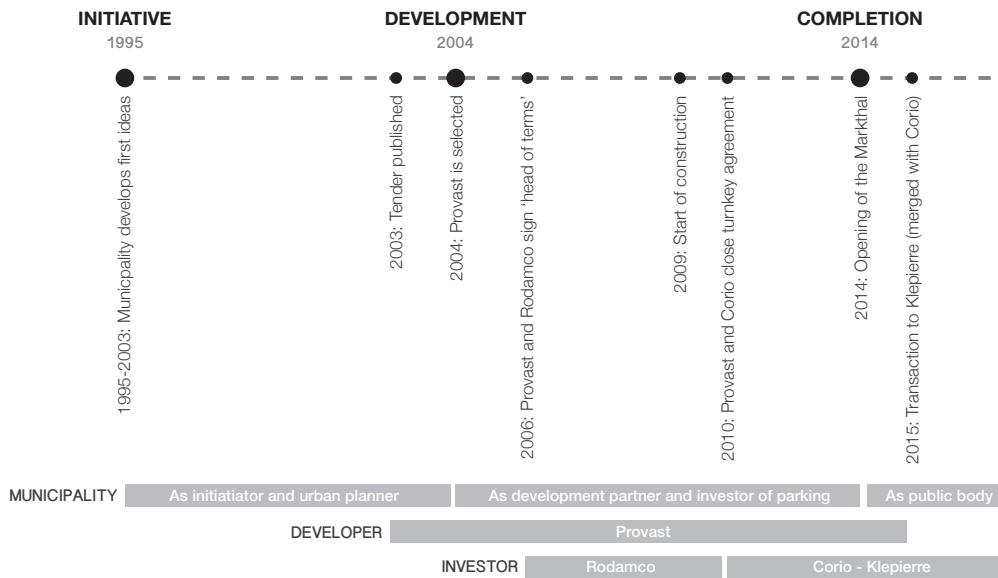 INITIATIVE
1995
DEVELOPMENT
2004
COMPLETION
2014
1995-2003: Municpality develops first ideas
2003: Tender published
2004: Provast is selected
2006: Provast and Rodamco sign ‘head of terms’
2009: Start of construction
2010: Provast and Corio close turnkey agreement
2014: Opening of the Markthal
2015: Transaction to Klepierre (merged with Corio)
MUNICIPALITY
As initiatiator and urban planner
As development partner and investor of parking
As public body
DEVELOPER
Provast
INVESTOR
Rodamco
Corio - Klepierre